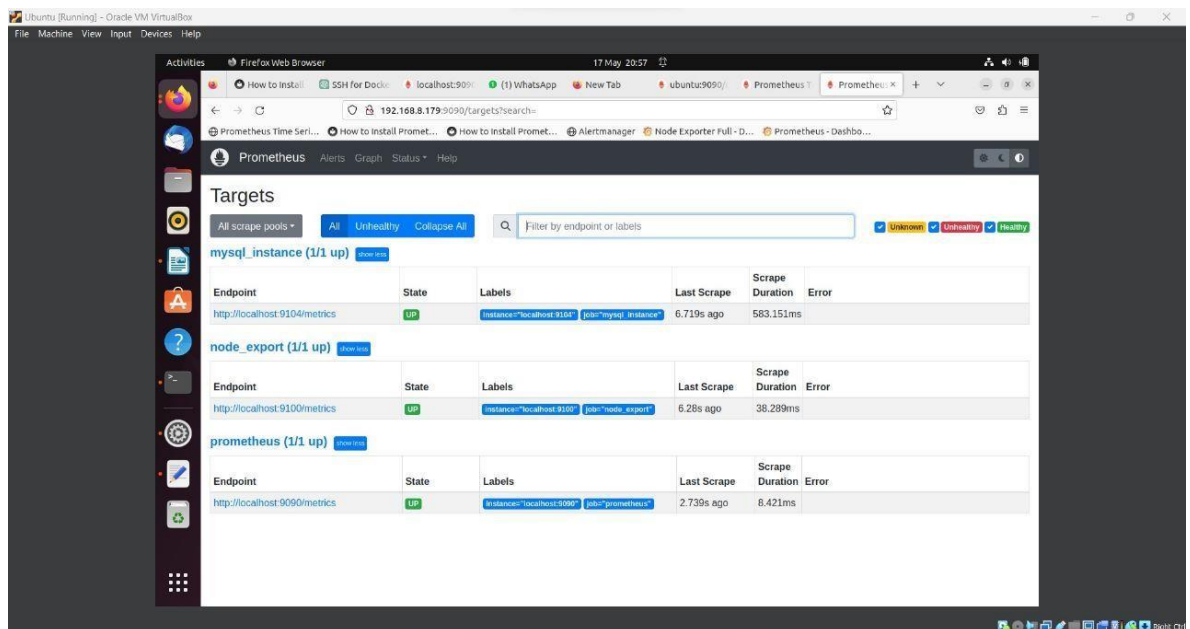 Ubuntu [Running] - Oracle VM VirtualBox
File Machine View Input Devices Help
Activities Firefox Web Browser 17 May 20:57
How to Install SSH for Docke localhost:909 (1) WhatsApp New Tab ubuntu:9090/ Prometheus T Prometheus
192.168.8.179:9090/targets?search=
Prometheus Time Seri... How to Install Promet... How to Install Promet... Alertmanager Node Exporter Full - D... Prometheus - Dashbo...
Prometheus Alerts Graph Status Help
Targets
All scrape pools All Unhealthy Collapse All Filter by endpoint or labels Unknown Unhealthy Healthy
mysql_instance (1/1 up) show less
Endpoint State Labels Last Scrape Scrape Duration Error
http://localhost:9104/metrics UP instance="localhost:9104" job="mysql_instance" 6.719s ago 583.151ms
node_export (1/1 up) show less
Endpoint State Labels Last Scrape Scrape Duration Error
http://localhost:9100/metrics UP instance="localhost:9100" job="node_export" 6.28s ago 38.289ms
prometheus (1/1 up) show less
Endpoint State Labels Last Scrape Scrape Duration Error
http://localhost:9090/metrics UP instance="localhost:9090" job="prometheus" 2.739s ago 8.421ms
Right Ctrl